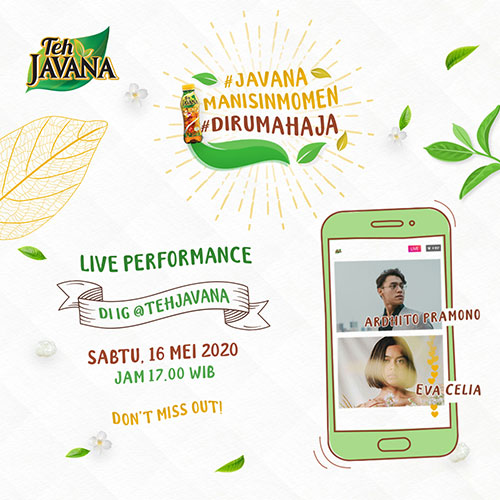 Teh
JAVANA
#JAVANA
MANISINMOMEN
#DIRUMAHAJA
LIVE PERFORMANCE
DI IG @TEHJAVANA
SABTU, 16 MEI 2020
JAM 17.00 WIB
DON'T MISS OUT!
LIVE
ARDHITO PRAMONO
EVA CELIA